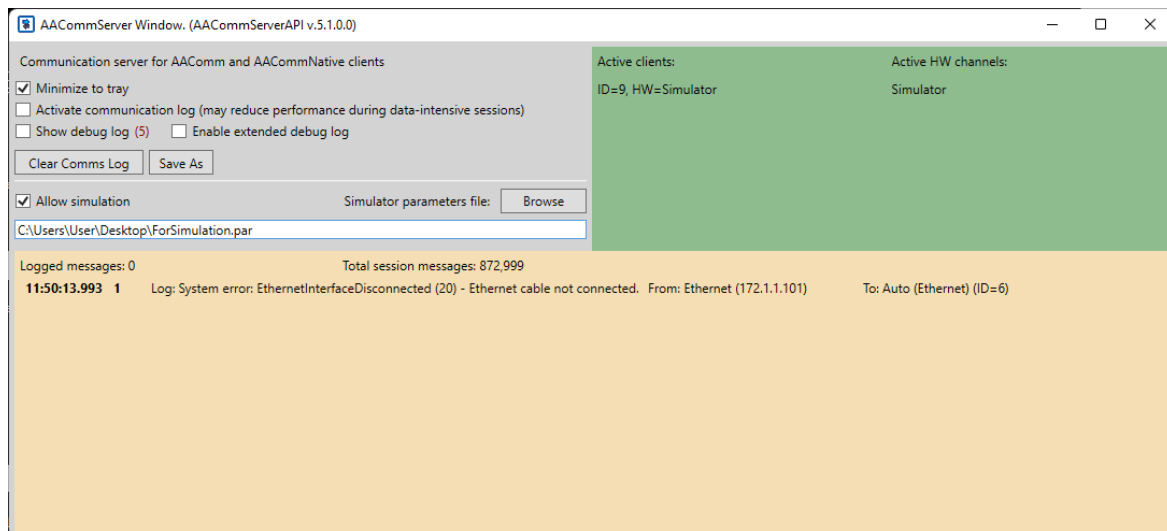 AACommServer Window. (AACommServerAPI v.5.1.0.0)
Communication server for AAComm and AACommNative clients
Minimize to tray
Activate communication log (may reduce performance during data-intensive sessions)
Show debug log (5) Enable extended debug log
Clear Comms Log Save As
Allow simulation Simulator parameters file: Browse
C:\Users\User\Desktop\ForSimulation.par
Active clients: Active HW channels:
ID=9, HW=Simulator Simulator
Logged messages: 0 Total session messages: 872,999
11:50:13.993 1 Log: System error: EthernetInterfaceDisconnected (20) - Ethernet cable not connected. From: Ethernet (172.1.1.101) To: Auto (Ethernet) (ID=6)